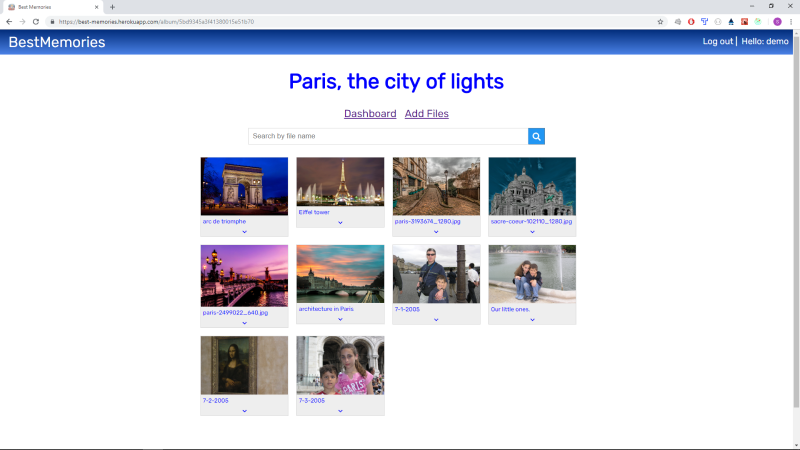 Best Memories
https://best-memories.herokuapp.com/album/5bd9345a3f41380015e51b70
BestMemories
Log out | Hello: demo
Paris, the city of lights
Dashboard Add Files
Search by file name
arc de triomphe
Eiffel tower
paris-3193674_1280.jpg
sacre-coeur-102110_1280.jpg
paris-2499022_640.jpg
architecture in Paris
7-1-2005
Our little ones.
7-2-2005
7-3-2005
PARIS